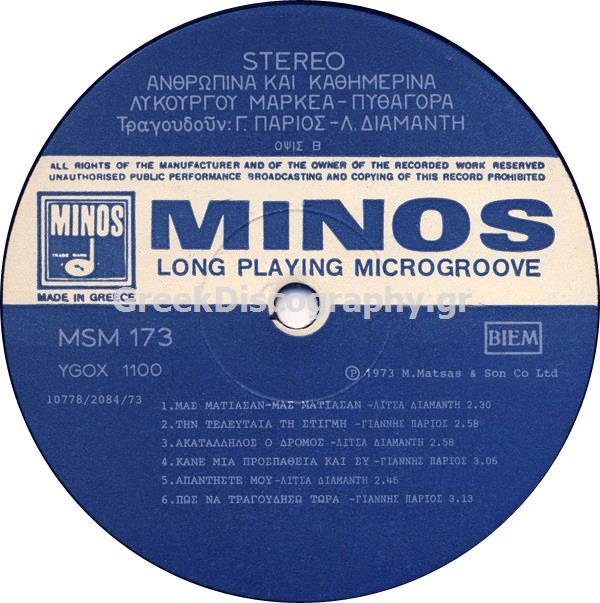 STEREO
ΑΝΘΡΩΠΙΝΑ ΚΑΙ ΚΑΘΗΜΕΡΙΝΑ
ΛΥΚΟΥΡΓΟΥ ΜΑΡΚΕΑ - ΠΥΘΑΓΟΡΑ
Τραγουδοῦν: Γ. ΠΑΡΙΟΣ - Λ. ΔΙΑΜΑΝΤΗ
ΟΨΙΣ Β
ALL RIGHTS OF THE MANUFACTURER AND OF THE OWNER OF THE RECORDED WORK RESERVED
UNAUTHORISED PUBLIC PERFORMANCE BROADCASTING AND COPYING OF THIS RECORD PROHIBITED
MINOS
TRADE MARK
MINOS
LONG PLAYING MICROGROOVE
MADE IN GREECE
GreekDiscography.gr
MSM 173
BIEM
YGOX 1100
Ⓟ 1973 M.Matsas & Son Co Ltd
10778/2084/73
1.ΜΑΣ ΜΑΤΙΑΣΑΝ-ΜΑΣ ΜΑΤΙΑΣΑΝ -ΛΙΤΣΑ ΔΙΑΜΑΝΤΗ 2.30
2.ΤΗΝ ΤΕΛΕΥΤΑΙΑ ΤΗ ΣΤΙΓΜΗ -ΓΙΑΝΝΗΣ ΠΑΡΙΟΣ 2.58
3.ΑΚΑΤΑΛΛΗΛΟΣ Ο ΔΡΟΜΟΣ -ΛΙΤΣΑ ΔΙΑΜΑΝΤΗ 2.58
4.ΚΑΝΕ ΜΙΑ ΠΡΟΣΠΑΘΕΙΑ ΚΑΙ ΣΥ -ΓΙΑΝΝΗΣ ΠΑΡΙΟΣ 3.06
5.ΑΠΑΝΤΗΣΤΕ ΜΟΥ -ΛΙΤΣΑ ΔΙΑΜΑΝΤΗ 2.46
6.ΠΩΣ ΝΑ ΤΡΑΓΟΥΔΗΣΩ ΤΩΡΑ -ΓΙΑΝΝΗΣ ΠΑΡΙΟΣ 3.13